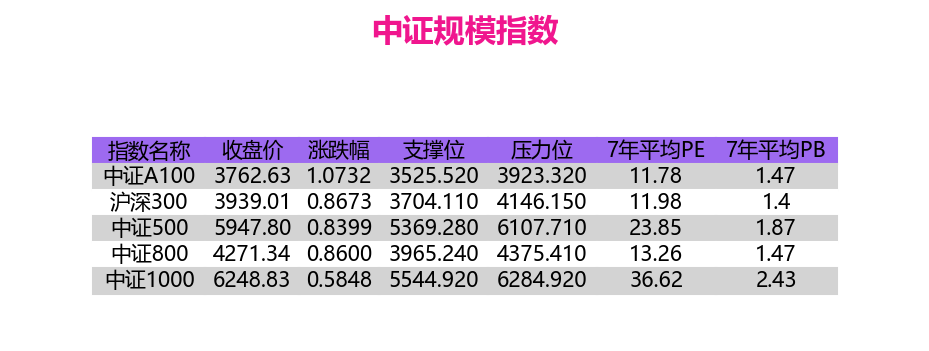 中证规模指数
指数名称 收盘价 涨跌幅 支撑位 压力位 7年平均PE 7年平均PB
中证A100 3762.63 1.0732 3525.520 3923.320 11.78 1.47
沪深300 3939.01 0.8673 3704.110 4146.150 11.98 1.4
中证500 5947.80 0.8399 5369.280 6107.710 23.85 1.87
中证800 4271.34 0.8600 3965.240 4375.410 13.26 1.47
中证1000 6248.83 0.5848 5544.920 6284.920 36.62 2.43